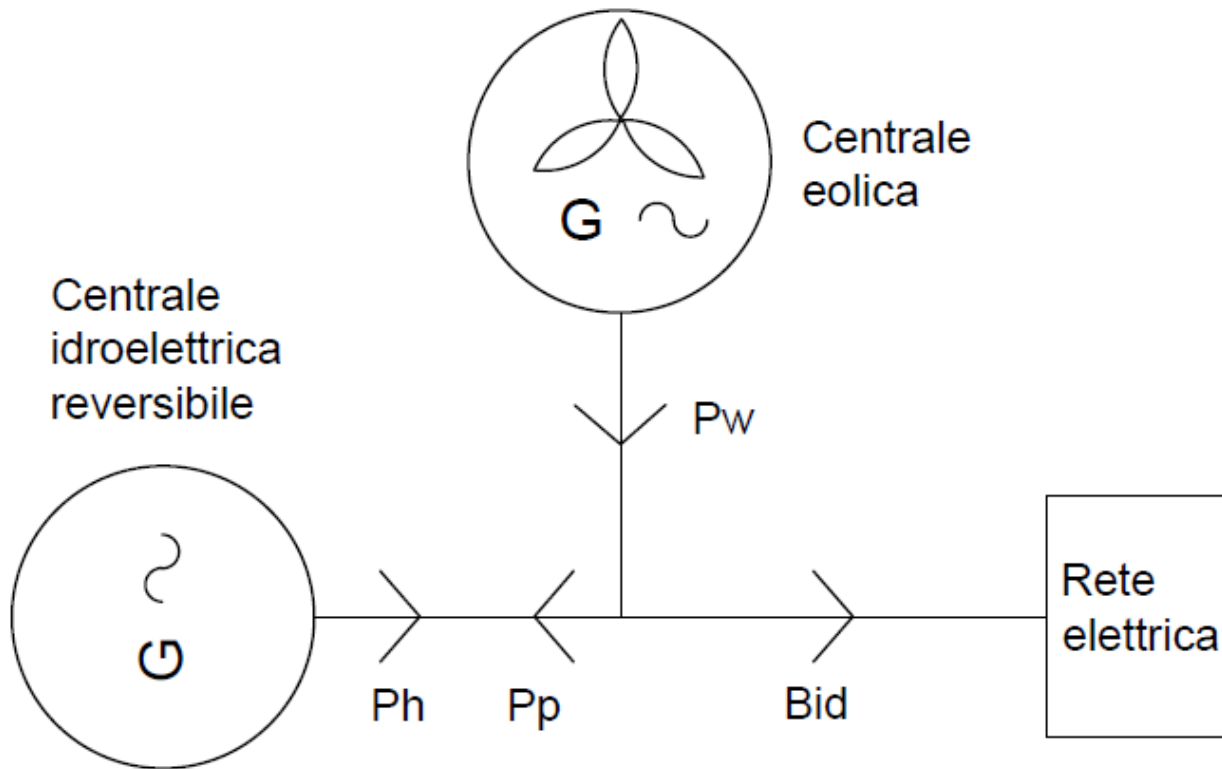 Centrale
eolica
G
Centrale
idroelettrica
reversibile
Pw
G
Ph
Pp
Bid
Rete
elettrica